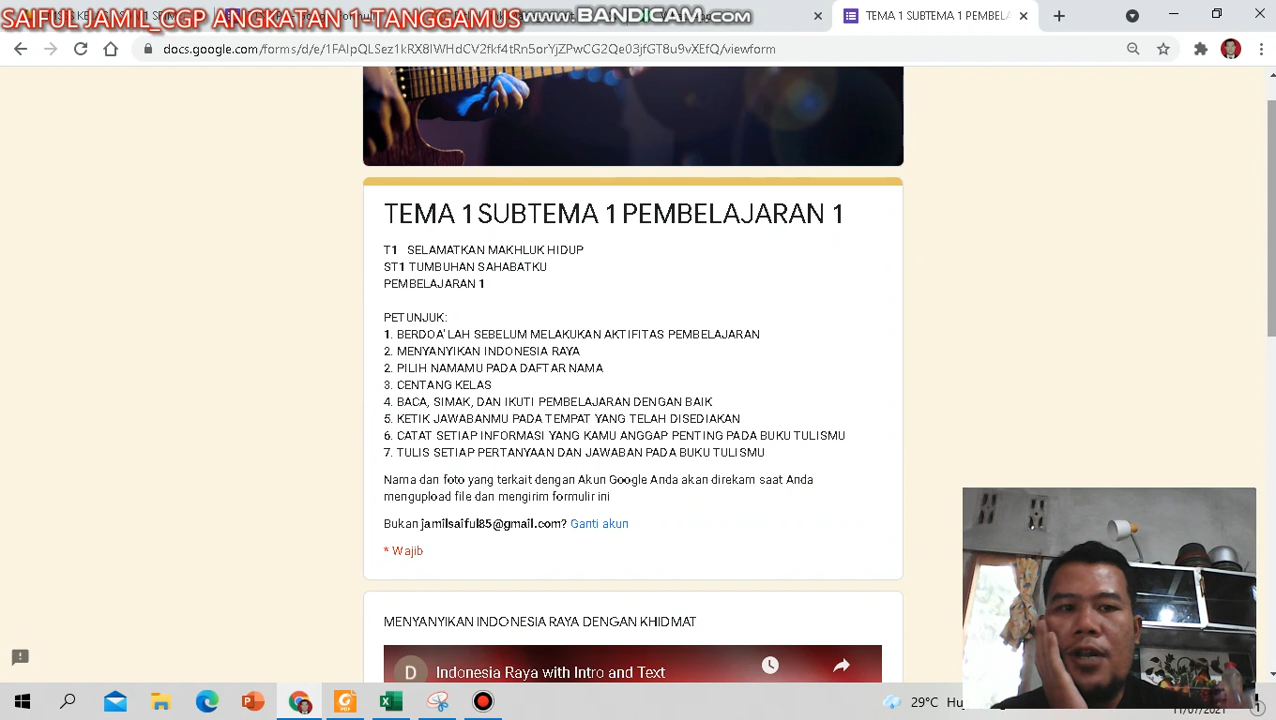 SAIFUL JAMIL_CGP ANGKATAN 1-TANGGAMUS
www.BANDICAM.com
TEMA 1 SUBTEMA 1 PEMBEL
docs.google.com/forms/d/e/1FAIpQLSez1kRX8IWHdCV2fkf4tRn5orYjZPwCG2Qe03jfGT8u9vXEfQ/viewform
TEMA 1 SUBTEMA 1 PEMBELAJARAN 1
T1 SELAMATKAN MAKHLUK HIDUP
ST1 TUMBUHAN SAHABATKU
PEMBELAJARAN 1
PETUNJUK:
1. BERDOA'LAH SEBELUM MELAKUKAN AKTIFITAS PEMBELAJARAN
2. MENYANYIKAN INDONESIA RAYA
2. PILIH NAMAMU PADA DAFTAR NAMA
3. CENTANG KELAS
4. BACA, SIMAK, DAN IKUTI PEMBELAJARAN DENGAN BAIK
5. KETIK JAWABANMU PADA TEMPAT YANG TELAH DISEDIAKAN
6. CATAT SETIAP INFORMASI YANG KAMU ANGGAP PENTING PADA BUKU TULISMU
7. TULIS SETIAP PERTANYAAN DAN JAWABAN PADA BUKU TULISMU
Nama dan foto yang terkait dengan Akun Google Anda akan direkam saat Anda
mengupload file dan mengirim formulir ini
Bukan jamilsaiful85@gmail.com? Ganti akun
* Wajib
MENYANYIKAN INDONESIA RAYA DENGAN KHIDMAT
D Indonesia Raya with Intro and Text
29°C
11/07/2021